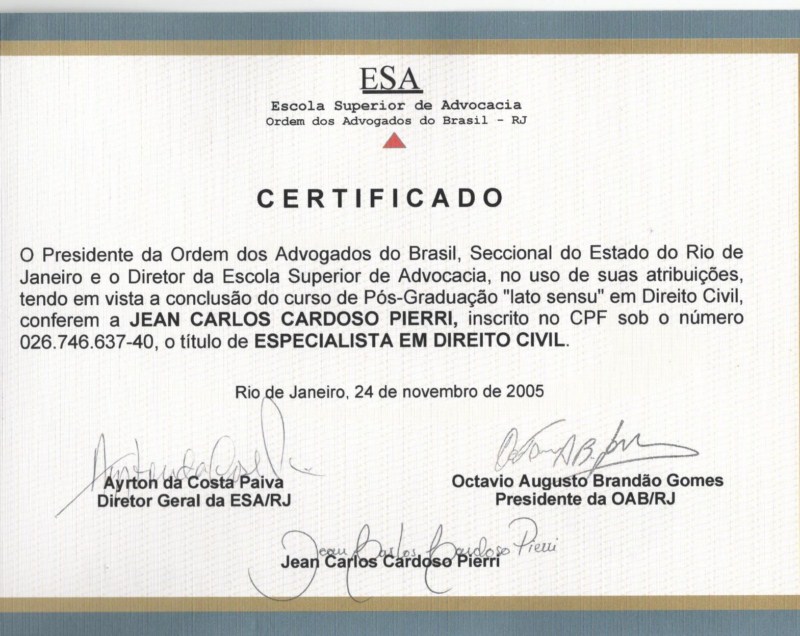 ESA
Escola Superior de Advocacia
Ordem dos Advogados do Brasil - RJ
CERTIFICADO
O Presidente da Ordem dos Advogados do Brasil, Seccional do Estado do Rio de
Janeiro e o Diretor da Escola Superior de Advocacia, no uso de suas atribuições,
tendo em vista a conclusão do curso de Pós-Graduação "lato sensu" em Direito Civil,
conferem a JEAN CARLOS CARDOSO PIERRI, inscrito no CPF sob o número
026.746.637-40, o título de ESPECIALISTA EM DIREITO CIVIL.
Rio de Janeiro, 24 de novembro de 2005
Ayrton da Costa Paiva
Diretor Geral da ESA/RJ
Octavio Augusto Brandão Gomes
Presidente da OAB/RJ
Jean Carlos Cardoso Pierri
Jean Carlos Cardoso Pierri